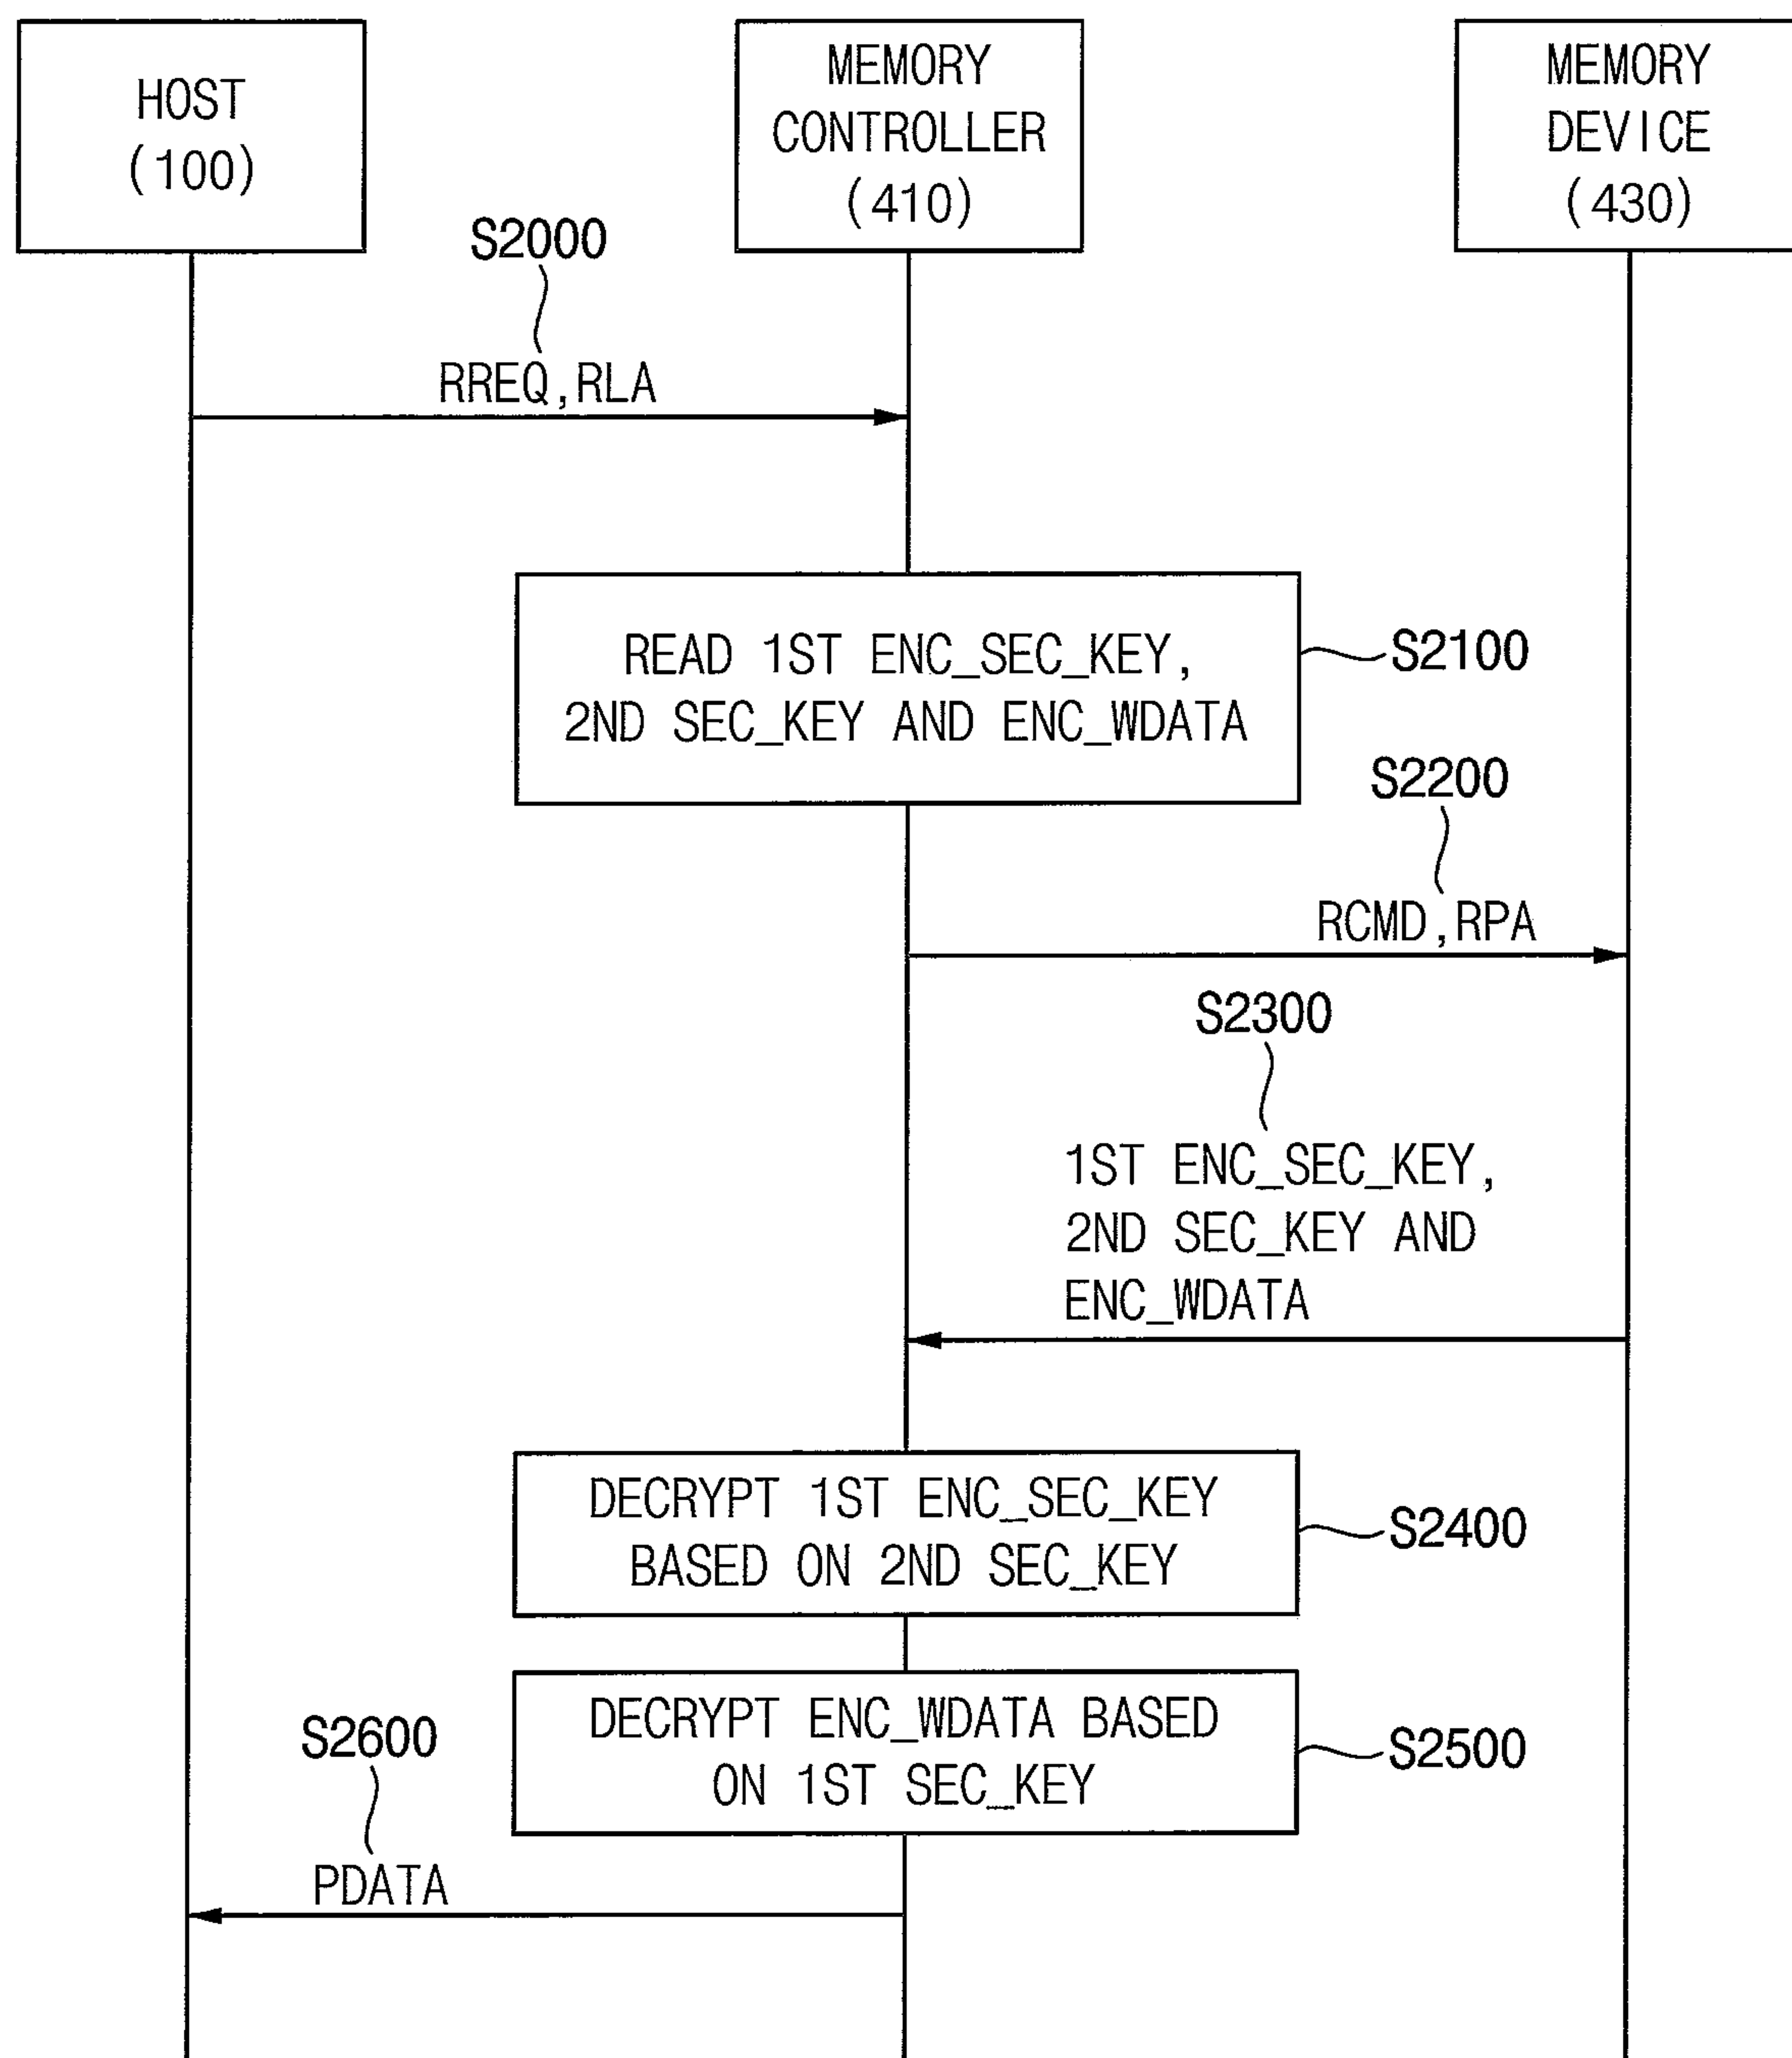 HOST
(100)
MEMORY
CONTROLLER
(410)
MEMORY
DEVICE
(430)
S2000
RREQ,RLA
READ 1ST ENC_SEC_KEY,
2ND SEC_KEY AND ENC_WDATA
S2100
S2200
RCMD,RPA
S2300
1ST ENC_SEC_KEY,
2ND SEC_KEY AND
ENC_WDATA
DECRYPT 1ST ENC_SEC_KEY
BASED ON 2ND SEC_KEY
S2400
DECRYPT ENC_WDATA BASED
ON 1ST SEC_KEY
S2500
S2600
PDATA